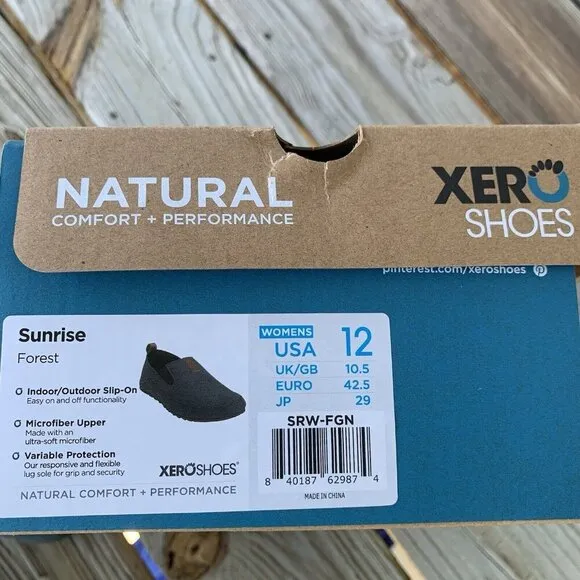 NATURAL
COMFORT + PERFORMANCE
XERO
SHOES
pinterest.com/xeroshoes
Sunrise
Forest
Indoor/Outdoor Slip-On
Easy on and off functionality
Microfiber Upper
Made with an
ultra-soft microfiber
Variable Protection
Our responsive and flexible
lug sole for grip and security
XEROSHOES®
NATURAL COMFORT + PERFORMANCE
WOMENS
USA 12
UK/GB 10.5
EURO 42.5
JP 29
SRW-FGN
8 40187 62987 4
MADE IN CHINA